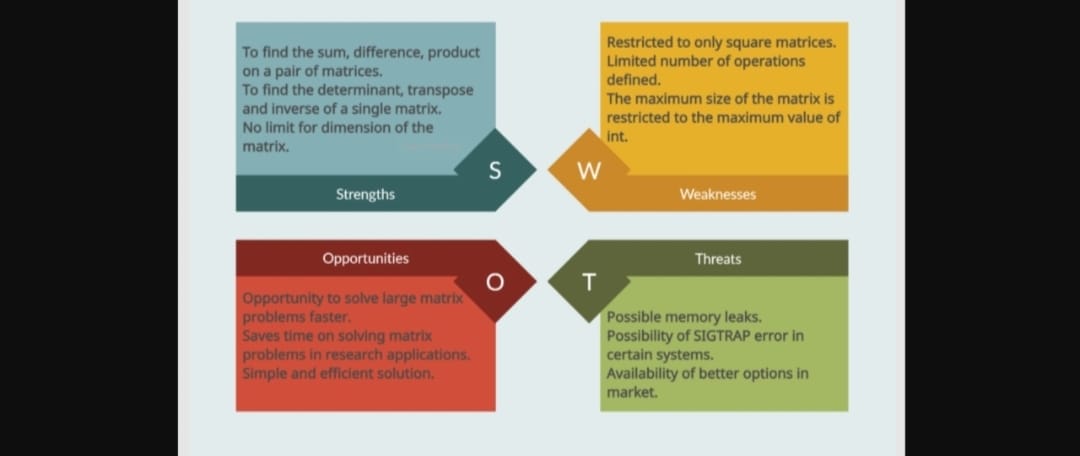 To find the sum, difference, product
on a pair of matrices.
To find the determinant, transpose
and inverse of a single matrix.
No limit for dimension of the
matrix.
S
Strengths
Restricted to only square matrices.
Limited number of operations
defined.
The maximum size of the matrix is
restricted to the maximum value of
int.
W
Weaknesses
Opportunities
O
Opportunity to solve large matrix
problems faster.
Saves time on solving matrix
problems in research applications.
Simple and efficient solution.
Threats
T
Possible memory leaks.
Possibility of SIGTRAP error in
certain systems.
Availability of better options in
market.